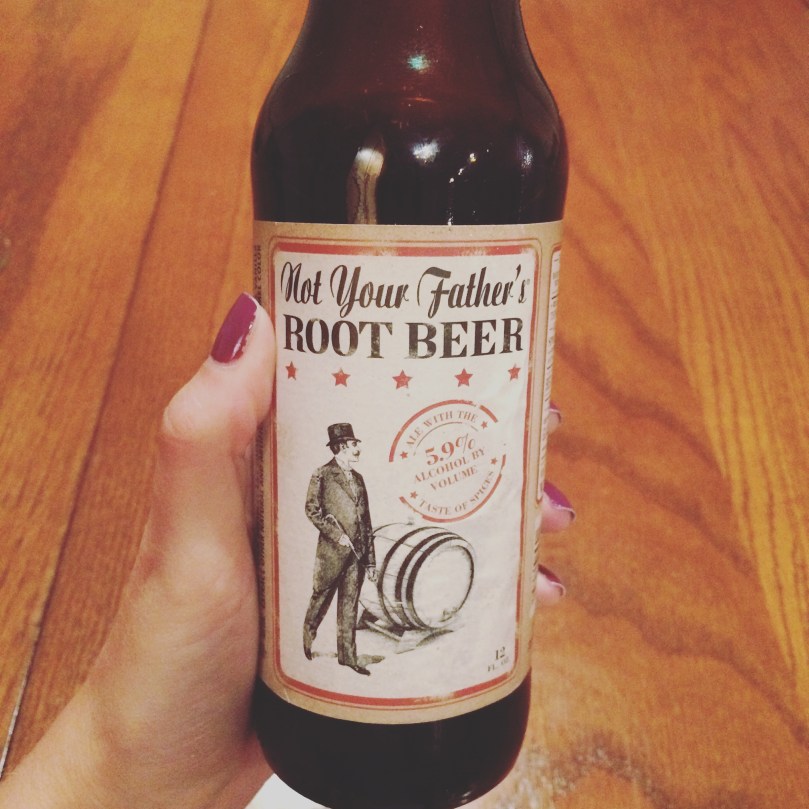 Not Your Father's
ROOT BEER
ALE WITH THE
5.9%
ALCOHOL BY
VOLUME
TASTE OF SPICES
12
FL. OZ.